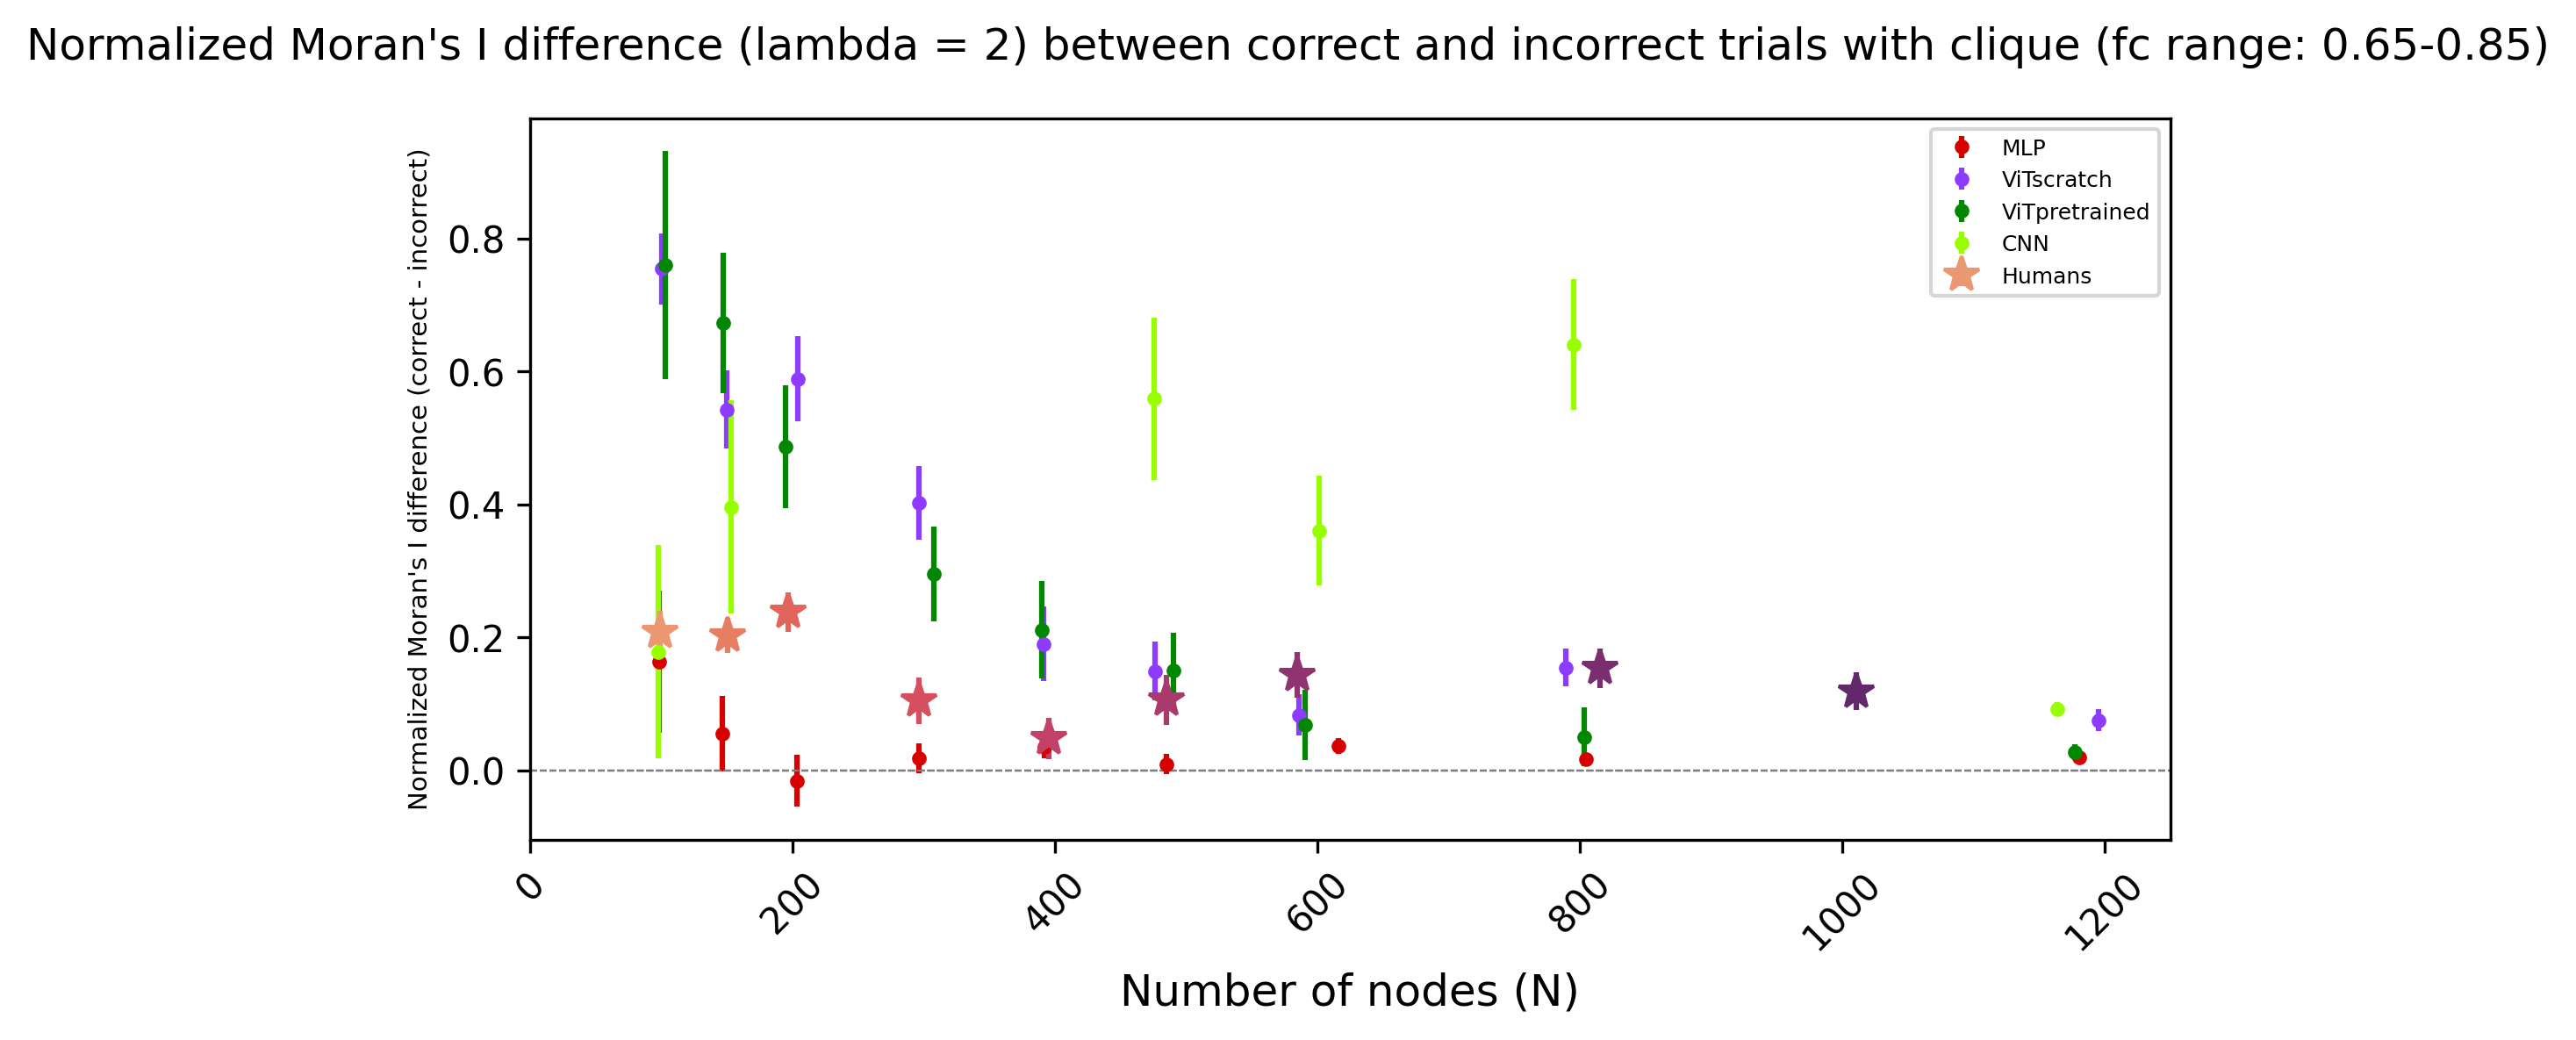 Normalized Moran's I difference (lambda = 2) between correct and incorrect trials with clique (fc range: 0.65-0.85)
Normalized Moran's I difference (correct - incorrect)
0.8
0.6
0.4
0.2
0.0
MLP
ViTscratch
ViTpretrained
CNN
Humans
0
200
400
600
800
1000
1200
Number of nodes (N)